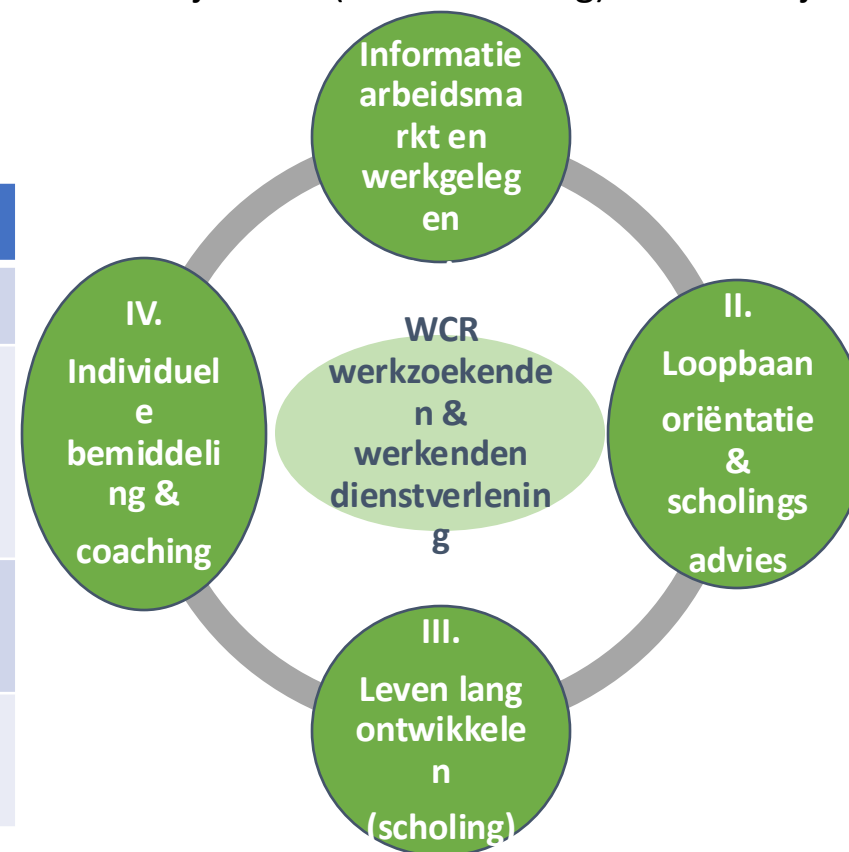 Informatie
arbeidsma
rkt en
werkgeleg
en
II.
Loopbaan
oriëntatie
&
scholings
advies
III.
Leven lang
ontwikkele
n
(scholing)
IV.
Individuel
e
bemiddeli
ng &
coaching
WCR
werkzoekende
n &
werkenden
dienstverlenin
g